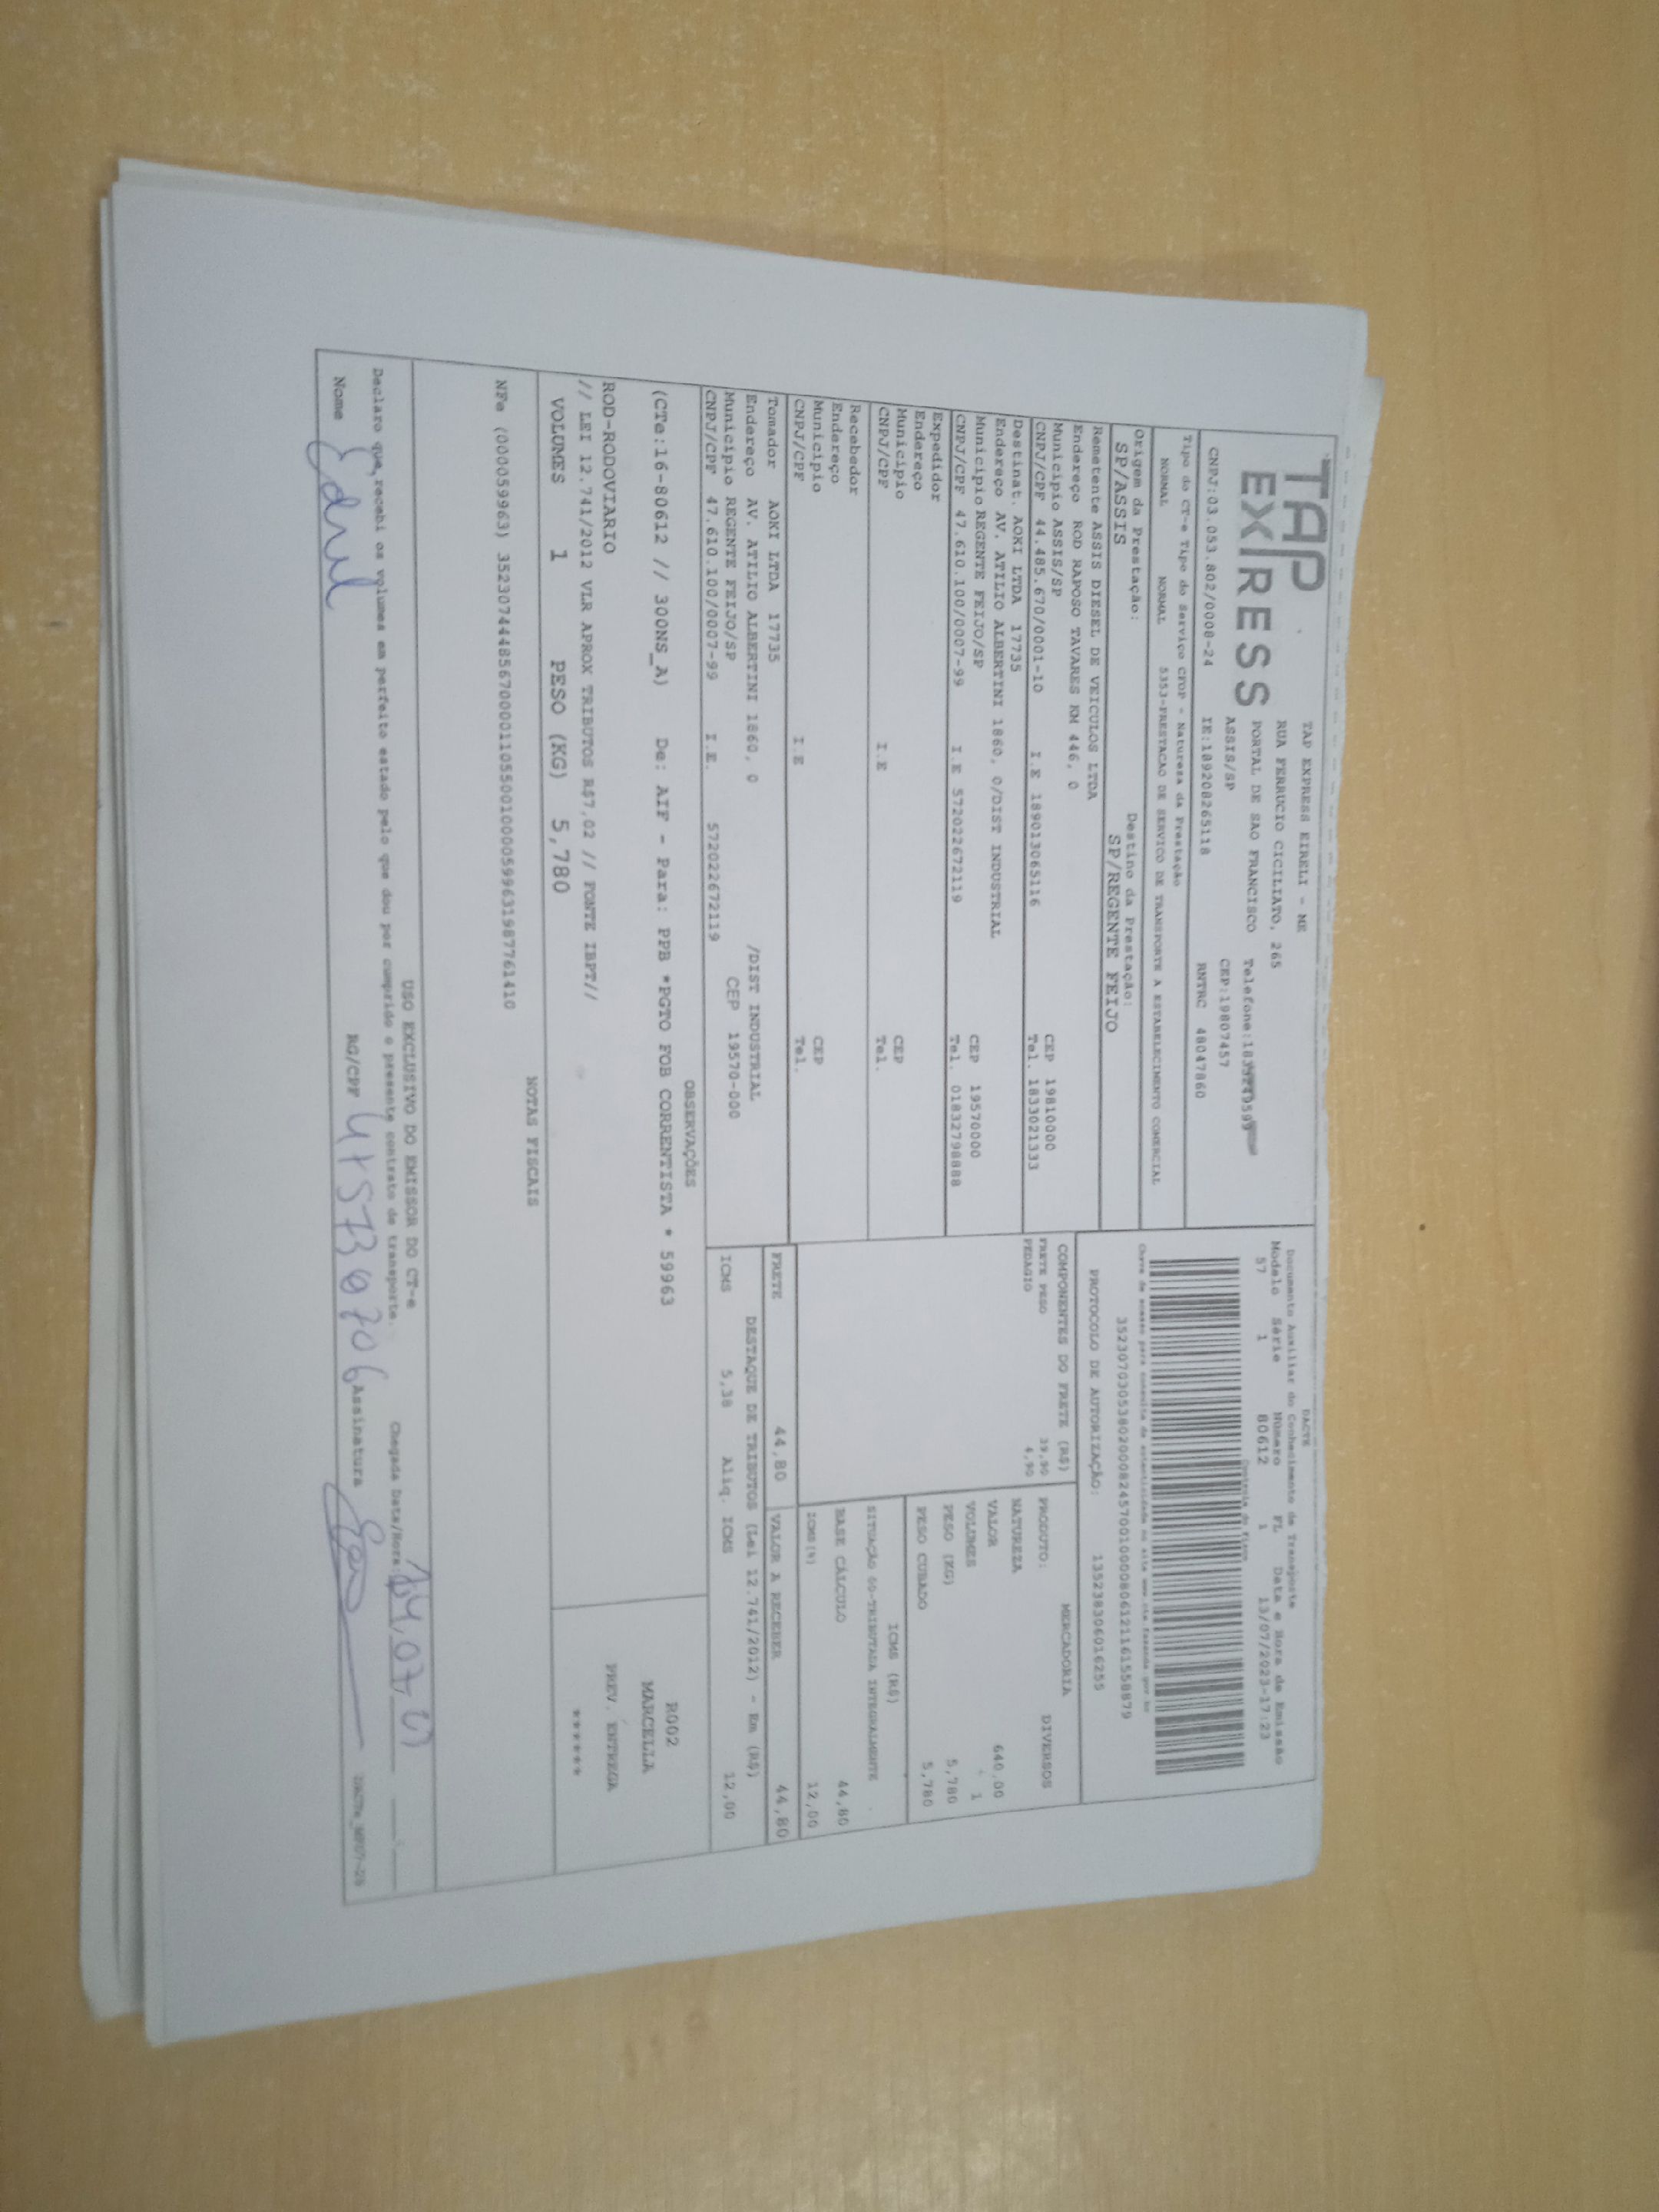 TAP
EXPRESS
TAP EXPRESS EIRELI - ME
RUA FERRUCIO CICILIATO, 265
PORTAL DE SAO FRANCISCO Telefone:
ASSIS/SP CEP:19807457
CNPJ:03.053.802/0008-24 IE:189208265118 RNTRC 48047860
Tipo do CT-e Tipo do Serviço CFOP - Natureza da Prestação
NORMAL NORMAL 5353-PRESTACAO DE SERVICO DE TRANSPORTE A ESTABELECIMENTO COMERCIAL
Origem da Prestação: Destino da Prestação:
SP/ASSIS SP/REGENTE FEIJO
Remetente ASSIS DIESEL DE VEICULOS LTDA
Endereço ROD RAPOSO TAVARES KM 446, 0
Município ASSIS/SP CEP 19810000
CNPJ/CPF 44.485.670/0001-10 I.E 189013065116 Tel. 1833021333
Destinat. AOKI LTDA 17735
Endereço AV. ATILIO ALBERTINI 1860, 0/DIST INDUSTRIAL
Município REGENTE FEIJO/SP CEP 19570000
CNPJ/CPF 47.610.100/0007-99 I.E 572022672119 Tel. 01832798888
Expedidor
Endereço
Município CEP
CNPJ/CPF I.E Tel.
Recebedor
Endereço
Município CEP
CNPJ/CPF I.E Tel.
Tomador AOKI LTDA 17735
Endereço AV. ATILIO ALBERTINI 1860, 0 /DIST INDUSTRIAL
Município REGENTE FEIJO/SP CEP 19570-000
CNPJ/CPF 47.610.100/0007-99 I.E. 572022672119
DACTE
Documento Auxiliar do Conhecimento de Transporte
Modelo Série Número FL Data e Hora de Emissão
57 1 80612 1 13/07/2023-17:23
Controle do Fisco
35230703053802000824570010000806121161558879
PROTOCOLO DE AUTORIZAÇÃO: 135238306016255
COMPONENTES DO FRETE (R$)
FRETE PESO 39,90
PEDAGIO 4,90
MERCADORIA
PRODUTO: DIVERSOS
NATUREZA
VALOR 640,00
VOLUMES 1
PESO (KG) 5,780
PESO CUBADO 5,780
ICMS (R$)
SITUAÇÃO 00-TRIBUTADA INTEGRALMENTE
BASE CÁLCULO 44,80
ICMS(%) 12,00
FRETE 44,80 VALOR A RECEBER 44,80
DESTAQUE DE TRIBUTOS (Lei 12.741/2012) - Em (R$)
ICMS 5,38 Aliq. ICMS 12,00
OBSERVAÇÕES
(CTe:16-80612 // 300NS_A) De: AIF - Para: PPB *PGTO FOB CORRENTISTA * 59963
ROD-RODOVIARIO
// LEI 12.741/2012 VLR APROX TRIBUTOS R$7,02 // FONTE IBPT//
R002
MARCELLA
PREV. ENTREGA
******
VOLUMES 1 PESO (KG) 5,780
NOTAS FISCAIS
NFe (000059963) 35230744485670000110550010000599631987761410
USO EXCLUSIVO DO EMISSOR DO CT-e
Declaro que, recebi os volumes em perfeito estado pelo que dou por cumprido o presente contrato de transporte. Chegada Data/Hora:
Nome RG/CPF Assinatura